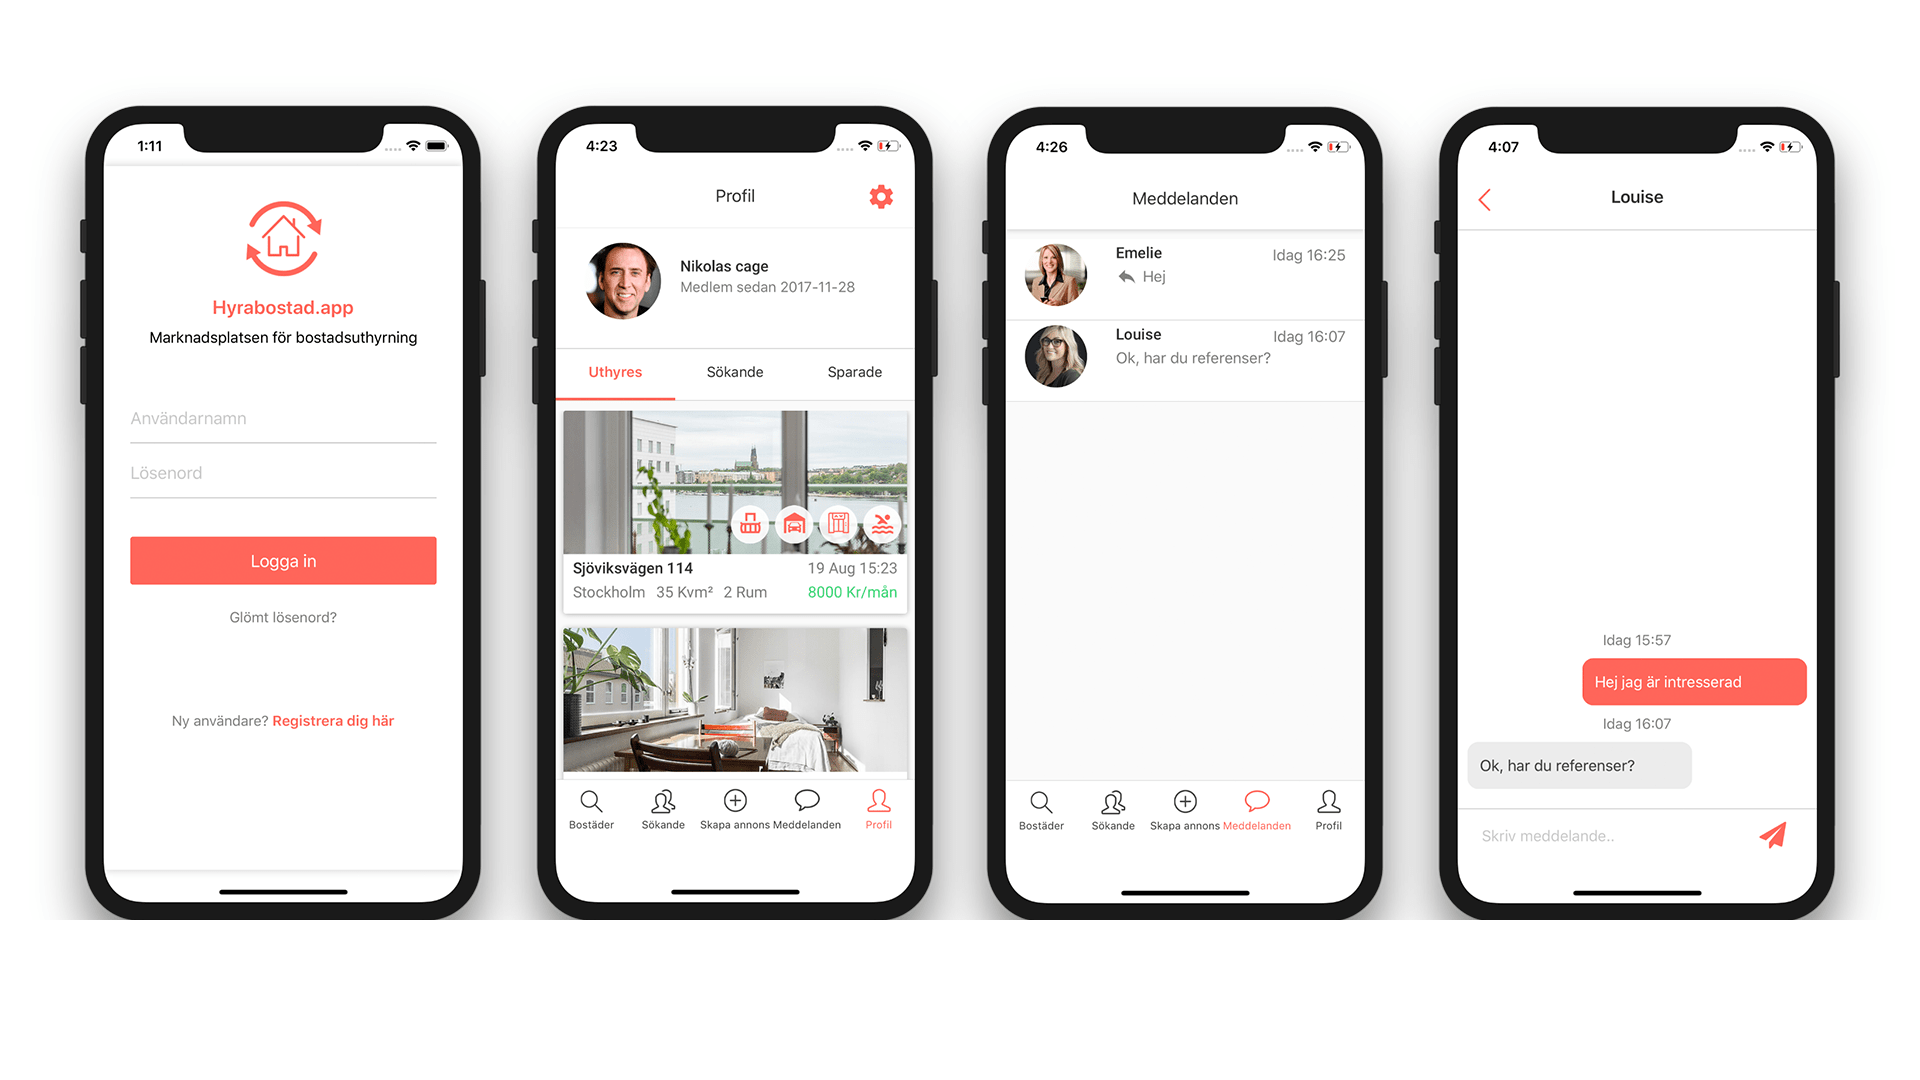 1:11
Hyrabostad.app
Marknadsplatsen för bostadsuthyrning
Användarnamn
Lösenord
Logga in
Glömt lösenord?
Ny användare? Registrera dig här
4:23
Profil
Nikolas cage
Medlem sedan 2017-11-28
Uthyres Sökande Sparade
Sjöviksvägen 114 19 Aug 15:23
Stockholm 35 Kvm² 2 Rum 8000 Kr/mån
Bostäder Sökande Skapa annons Meddelanden Profil
4:26
Meddelanden
Emelie Idag 16:25
Hej
Louise Idag 16:07
Ok, har du referenser?
Bostäder Sökande Skapa annons Meddelanden Profil
4:07
Louise
Idag 15:57
Hej jag är intresserad
Idag 16:07
Ok, har du referenser?
Skriv meddelande..